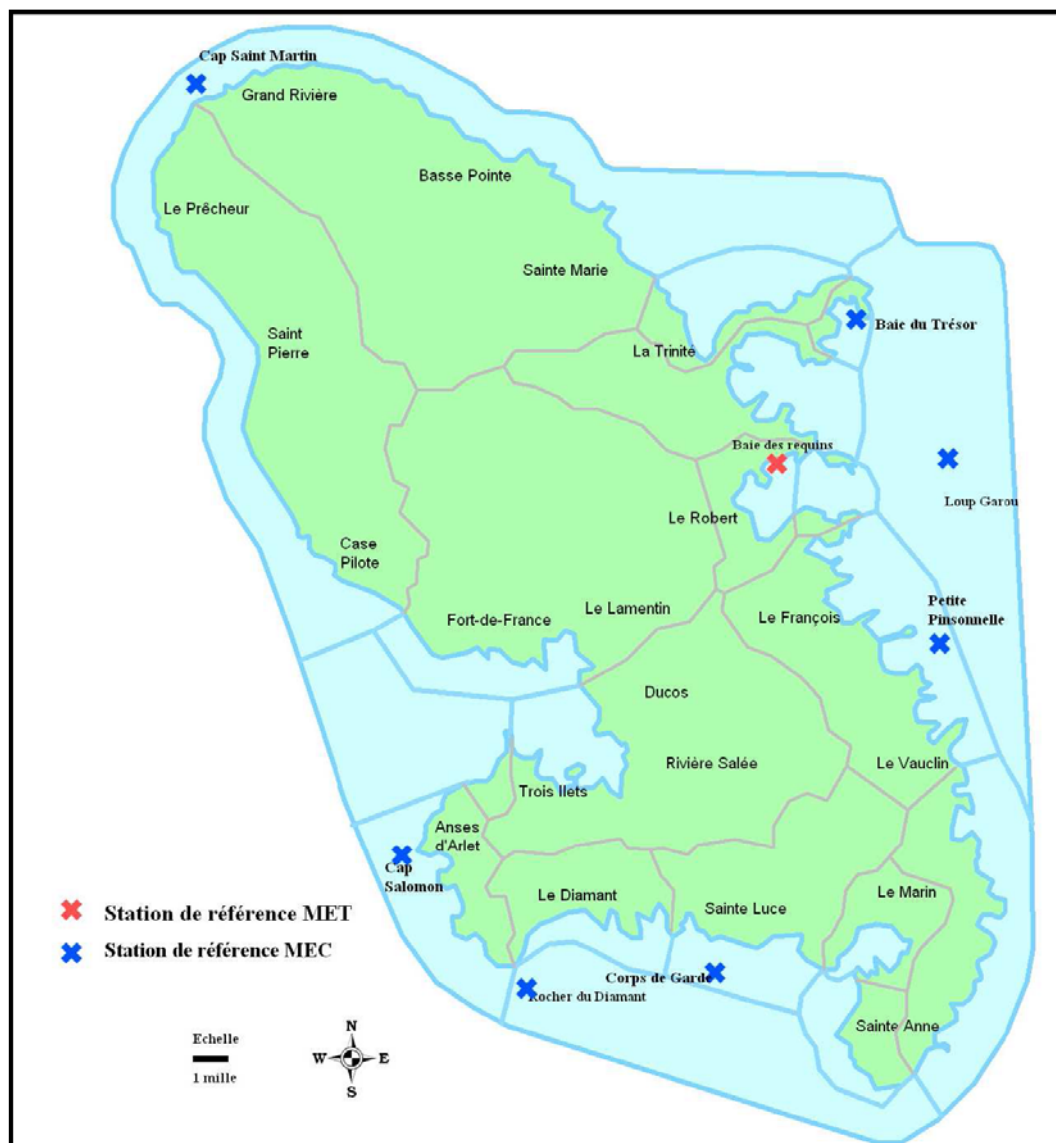 Cap Saint Martin
Grand Rivière
Basse Pointe
Le Prêcheur
Sainte Marie
Baie du Trésor
Saint
Pierre
La Trinité
Baie des requins
Loup Garou
Le Robert
Case
Pilote
Petite
Pinsonnelle
Le Lamentin
Fort-de-France
Le François
Ducos
Rivière Salée
Le Vauclin
Trois Ilets
Anses
d'Arlet
Cap
Salomon
Le Diamant
Sainte Luce
Le Marin
Station de référence MET
Station de référence MEC
Corps de Garde
Rocher du Diamant
Sainte Anne
Echelle
1 mille
N
W
E
S